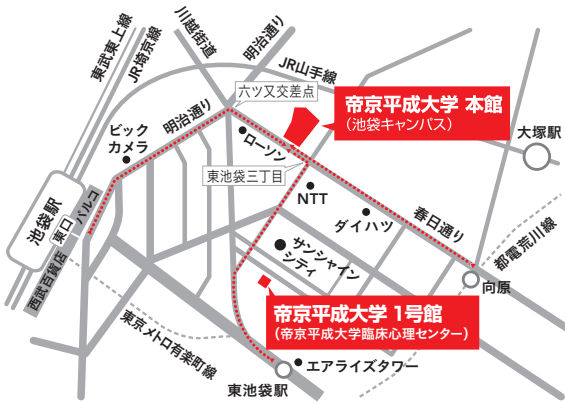 川越街道
明治通り
東武東上線
JR埼京線
JR山手線
六ツ又交差点
帝京平成大学 本館
(池袋キャンパス)
大塚駅
明治通り
ビック
カメラ
ローソン
東池袋三丁目
NTT
ダイハツ
春日通り
都電荒川線
池袋駅
東口
パルコ
西武百貨店
サンシャイン
シティ
向原
帝京平成大学 1号館
(帝京平成大学臨床心理センター)
東京メトロ有楽町線
エアライズタワー
東池袋駅